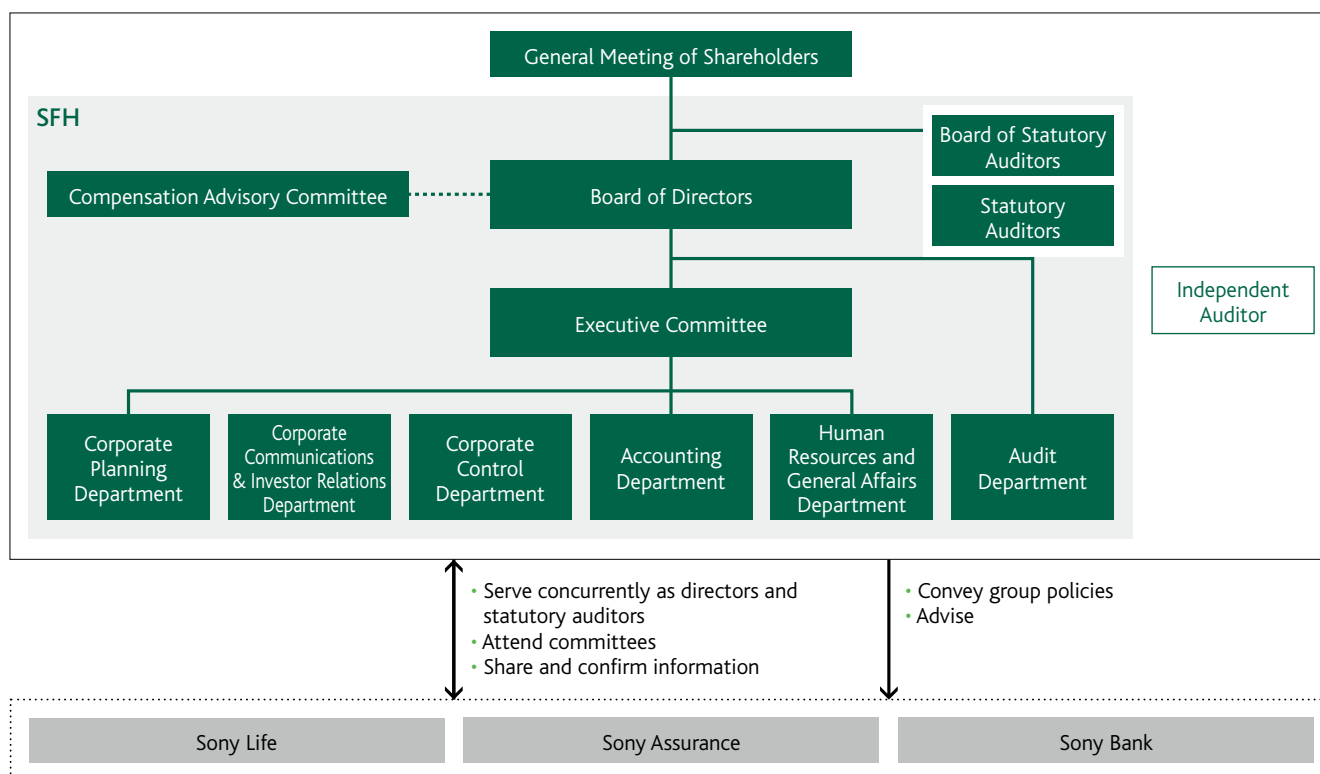 General Meeting of Shareholders
SFH
Board of Statutory
Auditors
Compensation Advisory Committee
Board of Directors
Statutory
Auditors
Independent
Auditor
Executive Committee
Corporate
Planning
Department
Corporate
Communications
& Investor Relations
Department
Corporate
Control
Department
Accounting
Department
Human
Resources and
General Affairs
Department
Audit
Department
• Serve concurrently as directors and
statutory auditors
• Attend committees
• Share and confirm information
• Convey group policies
• Advise
Sony Life
Sony Assurance
Sony Bank